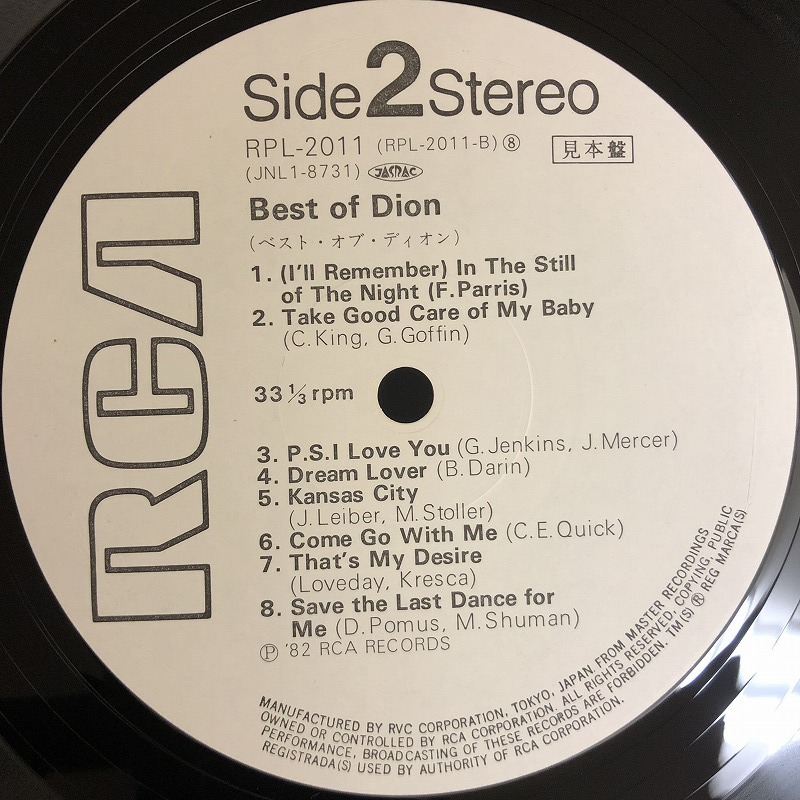 Side 2 Stereo
RPL-2011 (RPL-2011-B) ⑧ 見本盤
(JNL1-8731) JASRAC
Best of Dion
(ベスト・オブ・ディオン)
1. (I'll Remember) In The Still
of The Night (F.Parris)
2. Take Good Care of My Baby
(C.King, G.Goffin)
33 1/3 rpm
3. P.S.I Love You (G.Jenkins, J.Mercer)
4. Dream Lover (B.Darin)
5. Kansas City
(J.Leiber, M.Stoller)
6. Come Go With Me (C.E.Quick)
7. That's My Desire
(Loveday, Kresca)
8. Save the Last Dance for
Me (D.Pomus, M.Shuman)
Ⓟ '82 RCA RECORDS
RCA
MANUFACTURED BY RVC CORPORATION, TOKYO, JAPAN. FROM MASTER RECORDINGS
OWNED OR CONTROLLED BY RCA CORPORATION. ALL RIGHTS RESERVED, COPYING, PUBLIC
PERFORMANCE, BROADCASTING OF THESE RECORDS ARE FORBIDDEN. TM(S) ® REG MARCA(S)
REGISTRADA(S) USED BY AUTHORITY OF RCA CORPORATION.